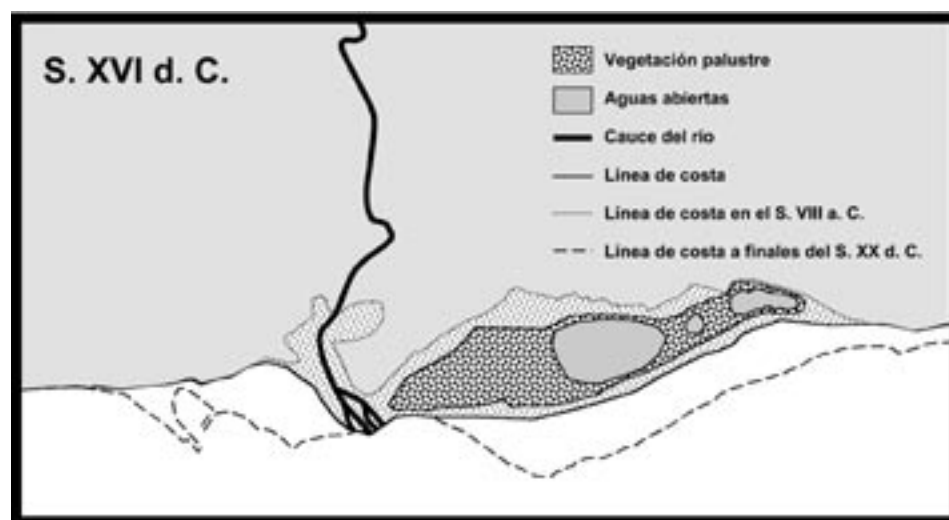 S. XVI d. C.
Vegetación palustre
Aguas abiertas
Cauce del río
Línea de costa
Línea de costa en el S. VIII a. C.
Línea de costa a finales del S. XX d. C.